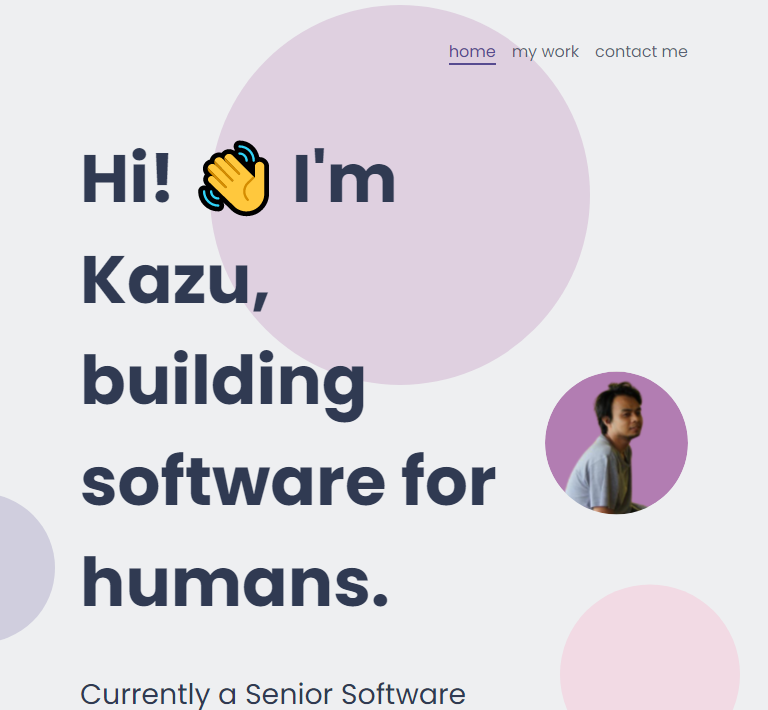 home my work contact me
Hi! 👋 I'm
Kazu,
building
software for
humans.
Currently a Senior Software